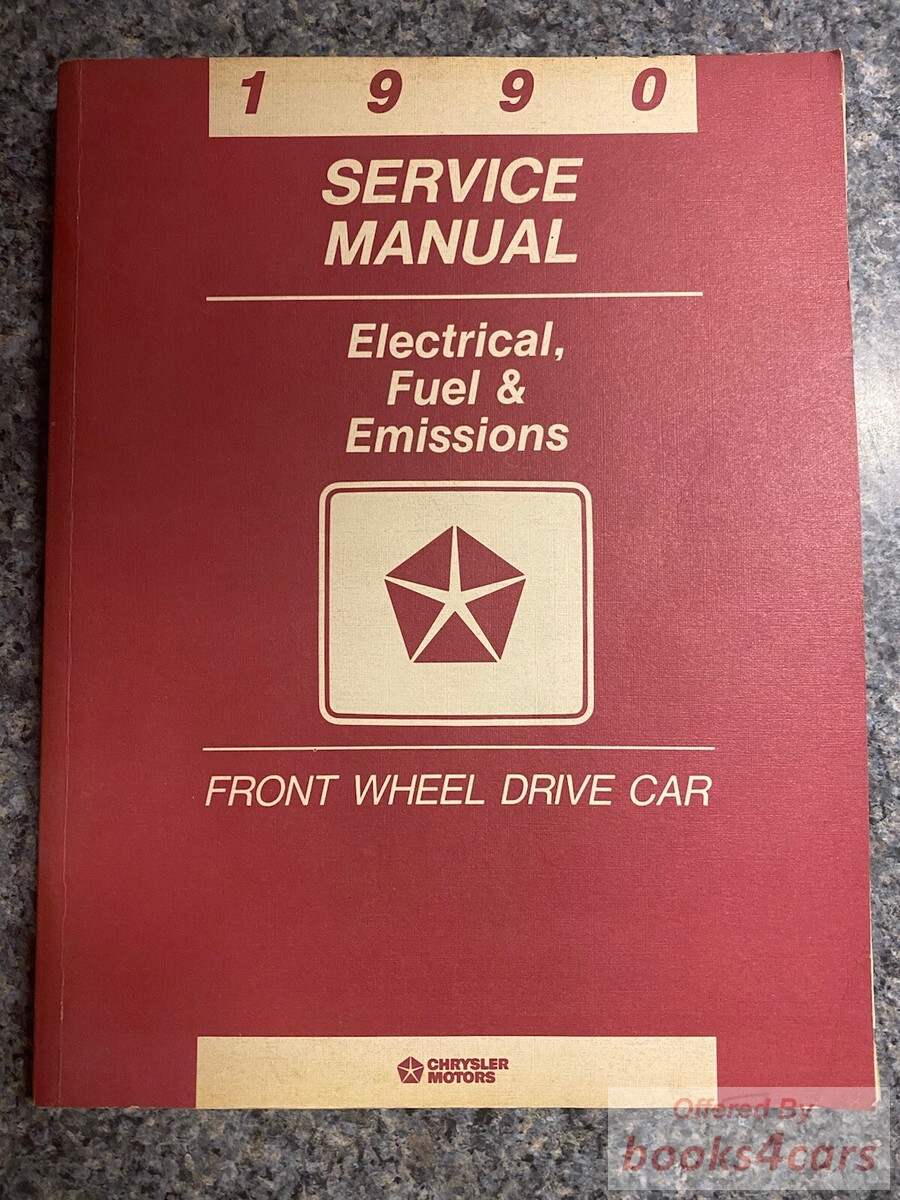 1 9 9 0
SERVICE
MANUAL
Electrical,
Fuel &
Emissions
FRONT WHEEL DRIVE CAR
CHRYSLER
MOTORS
Offered By
books4cars